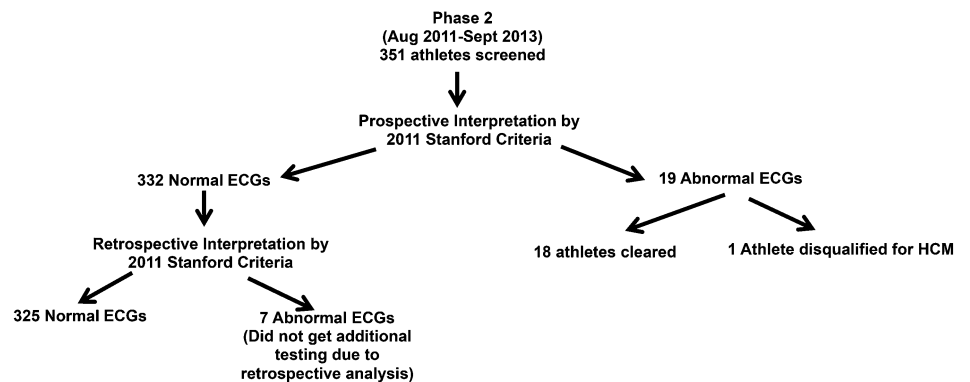 Phase 2
(Aug 2011-Sept 2013)
351 athletes screened
Prospective Interpretation by
2011 Stanford Criteria
332 Normal ECGs
19 Abnormal ECGs
Retrospective Interpretation by
2011 Stanford Criteria
18 athletes cleared
1 Athlete disqualified for HCM
325 Normal ECGs
7 Abnormal ECGs
(Did not get additional
testing due to
retrospective analysis)